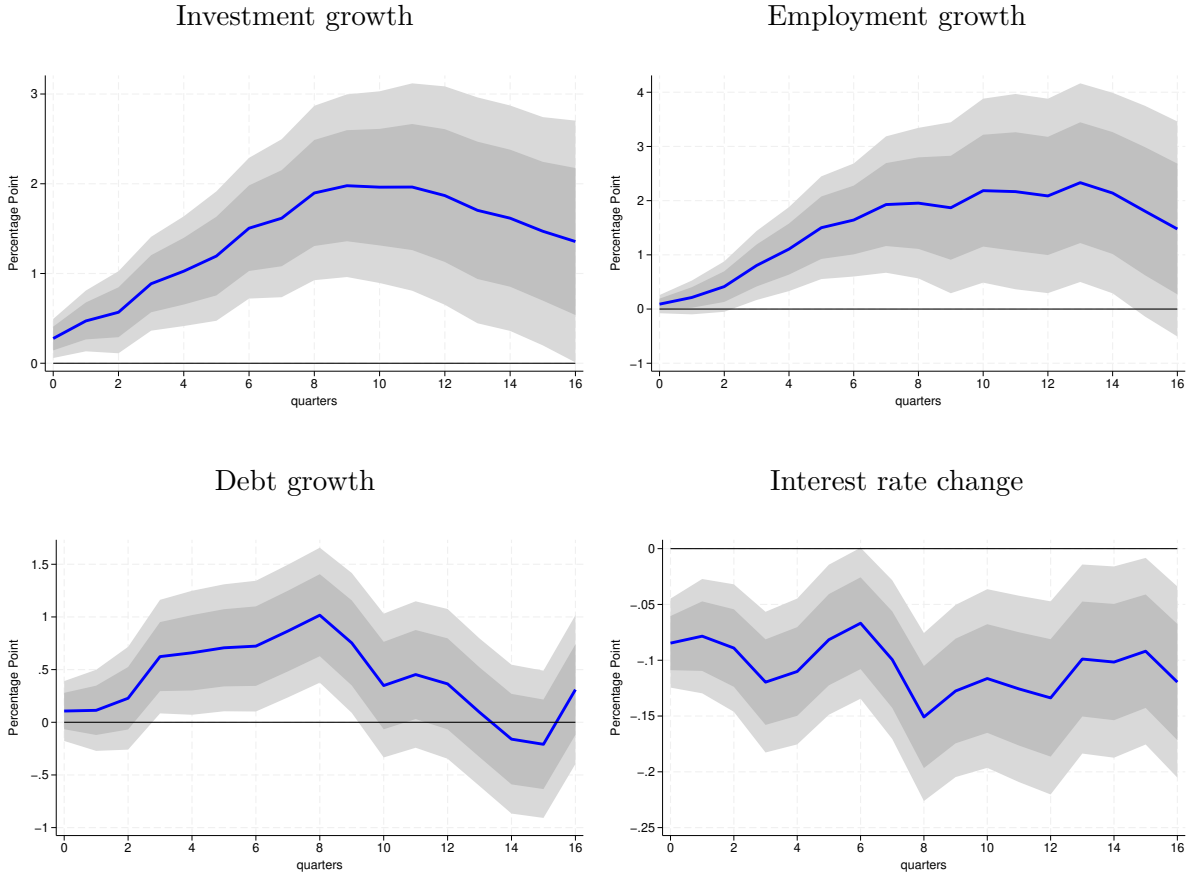 Investment growth
Percentage Point
3
2
1
0
0 2 4 6 8 10 12 14 16
quarters
Employment growth
Percentage Point
4
3
2
1
0
−1
0 2 4 6 8 10 12 14 16
quarters
Debt growth
Percentage Point
1.5
1
.5
0
−.5
−1
0 2 4 6 8 10 12 14 16
quarters
Interest rate change
Percentage Point
0
−.05
−.1
−.15
−.2
−.25
0 2 4 6 8 10 12 14 16
quarters